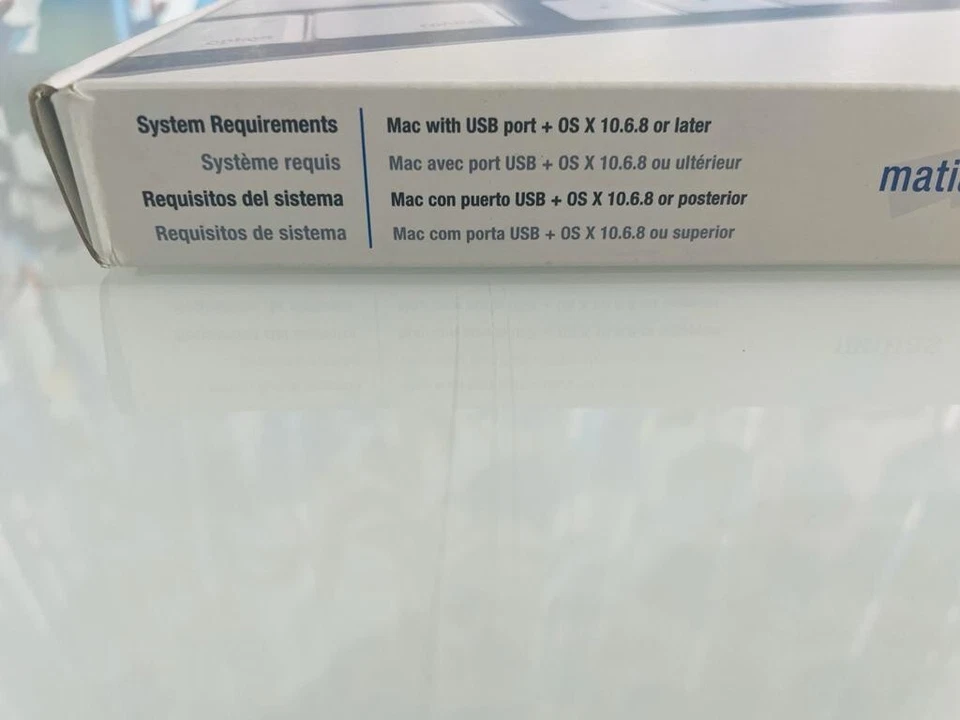 System Requirements
Mac with USB port + OS X 10.6.8 or later
Système requis
Mac avec port USB + OS X 10.6.8 ou ultérieur
Requisitos del sistema
Mac con puerto USB + OS X 10.6.8 or posterior
Requisitos de sistema
Mac com porta USB + OS X 10.6.8 ou superior